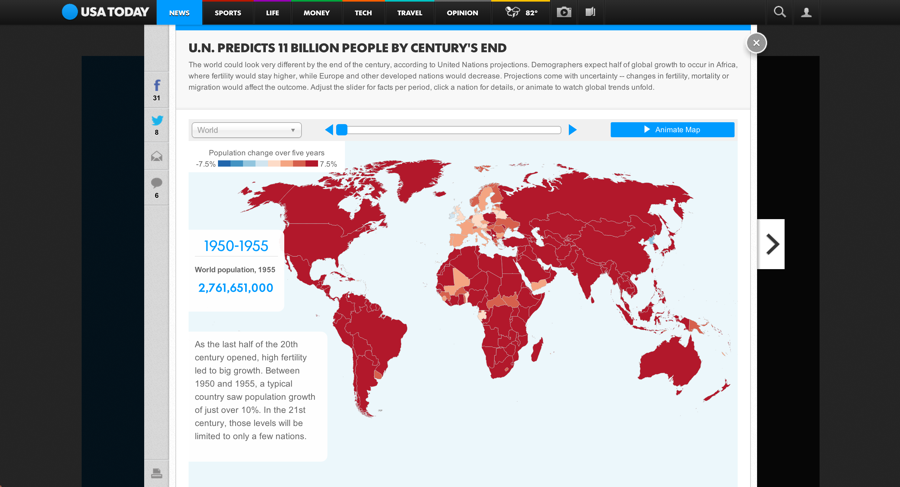 USA TODAY NEWS SPORTS LIFE MONEY TECH TRAVEL OPINION 82°
31
8
6
U.N. PREDICTS 11 BILLION PEOPLE BY CENTURY'S END
The world could look very different by the end of the century, according to United Nations projections. Demographers expect half of global growth to occur in Africa,
where fertility would stay higher, while Europe and other developed nations would decrease. Projections come with uncertainty -- changes in fertility, mortality or
migration would affect the outcome. Adjust the slider for facts per period, click a nation for details, or animate to watch global trends unfold.
World Animate Map
Population change over five years
-7.5% 7.5%
1950-1955
World population, 1955
2,761,651,000
As the last half of the 20th
century opened, high fertility
led to big growth. Between
1950 and 1955, a typical
country saw population growth
of just over 10%. In the 21st
century, those levels will be
limited to only a few nations.